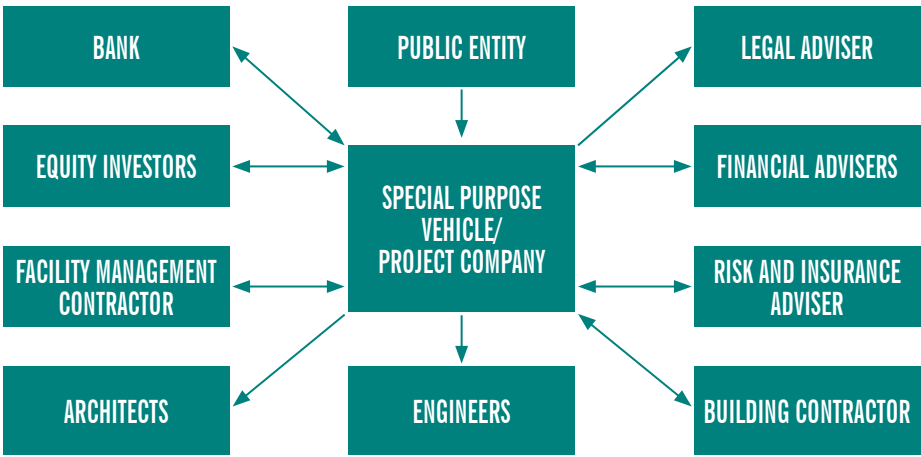 BANK
PUBLIC ENTITY
LEGAL ADVISER
EQUITY INVESTORS
SPECIAL PURPOSE
VEHICLE/
PROJECT COMPANY
FINANCIAL ADVISERS
FACILITY MANAGEMENT
CONTRACTOR
RISK AND INSURANCE
ADVISER
ARCHITECTS
ENGINEERS
BUILDING CONTRACTOR